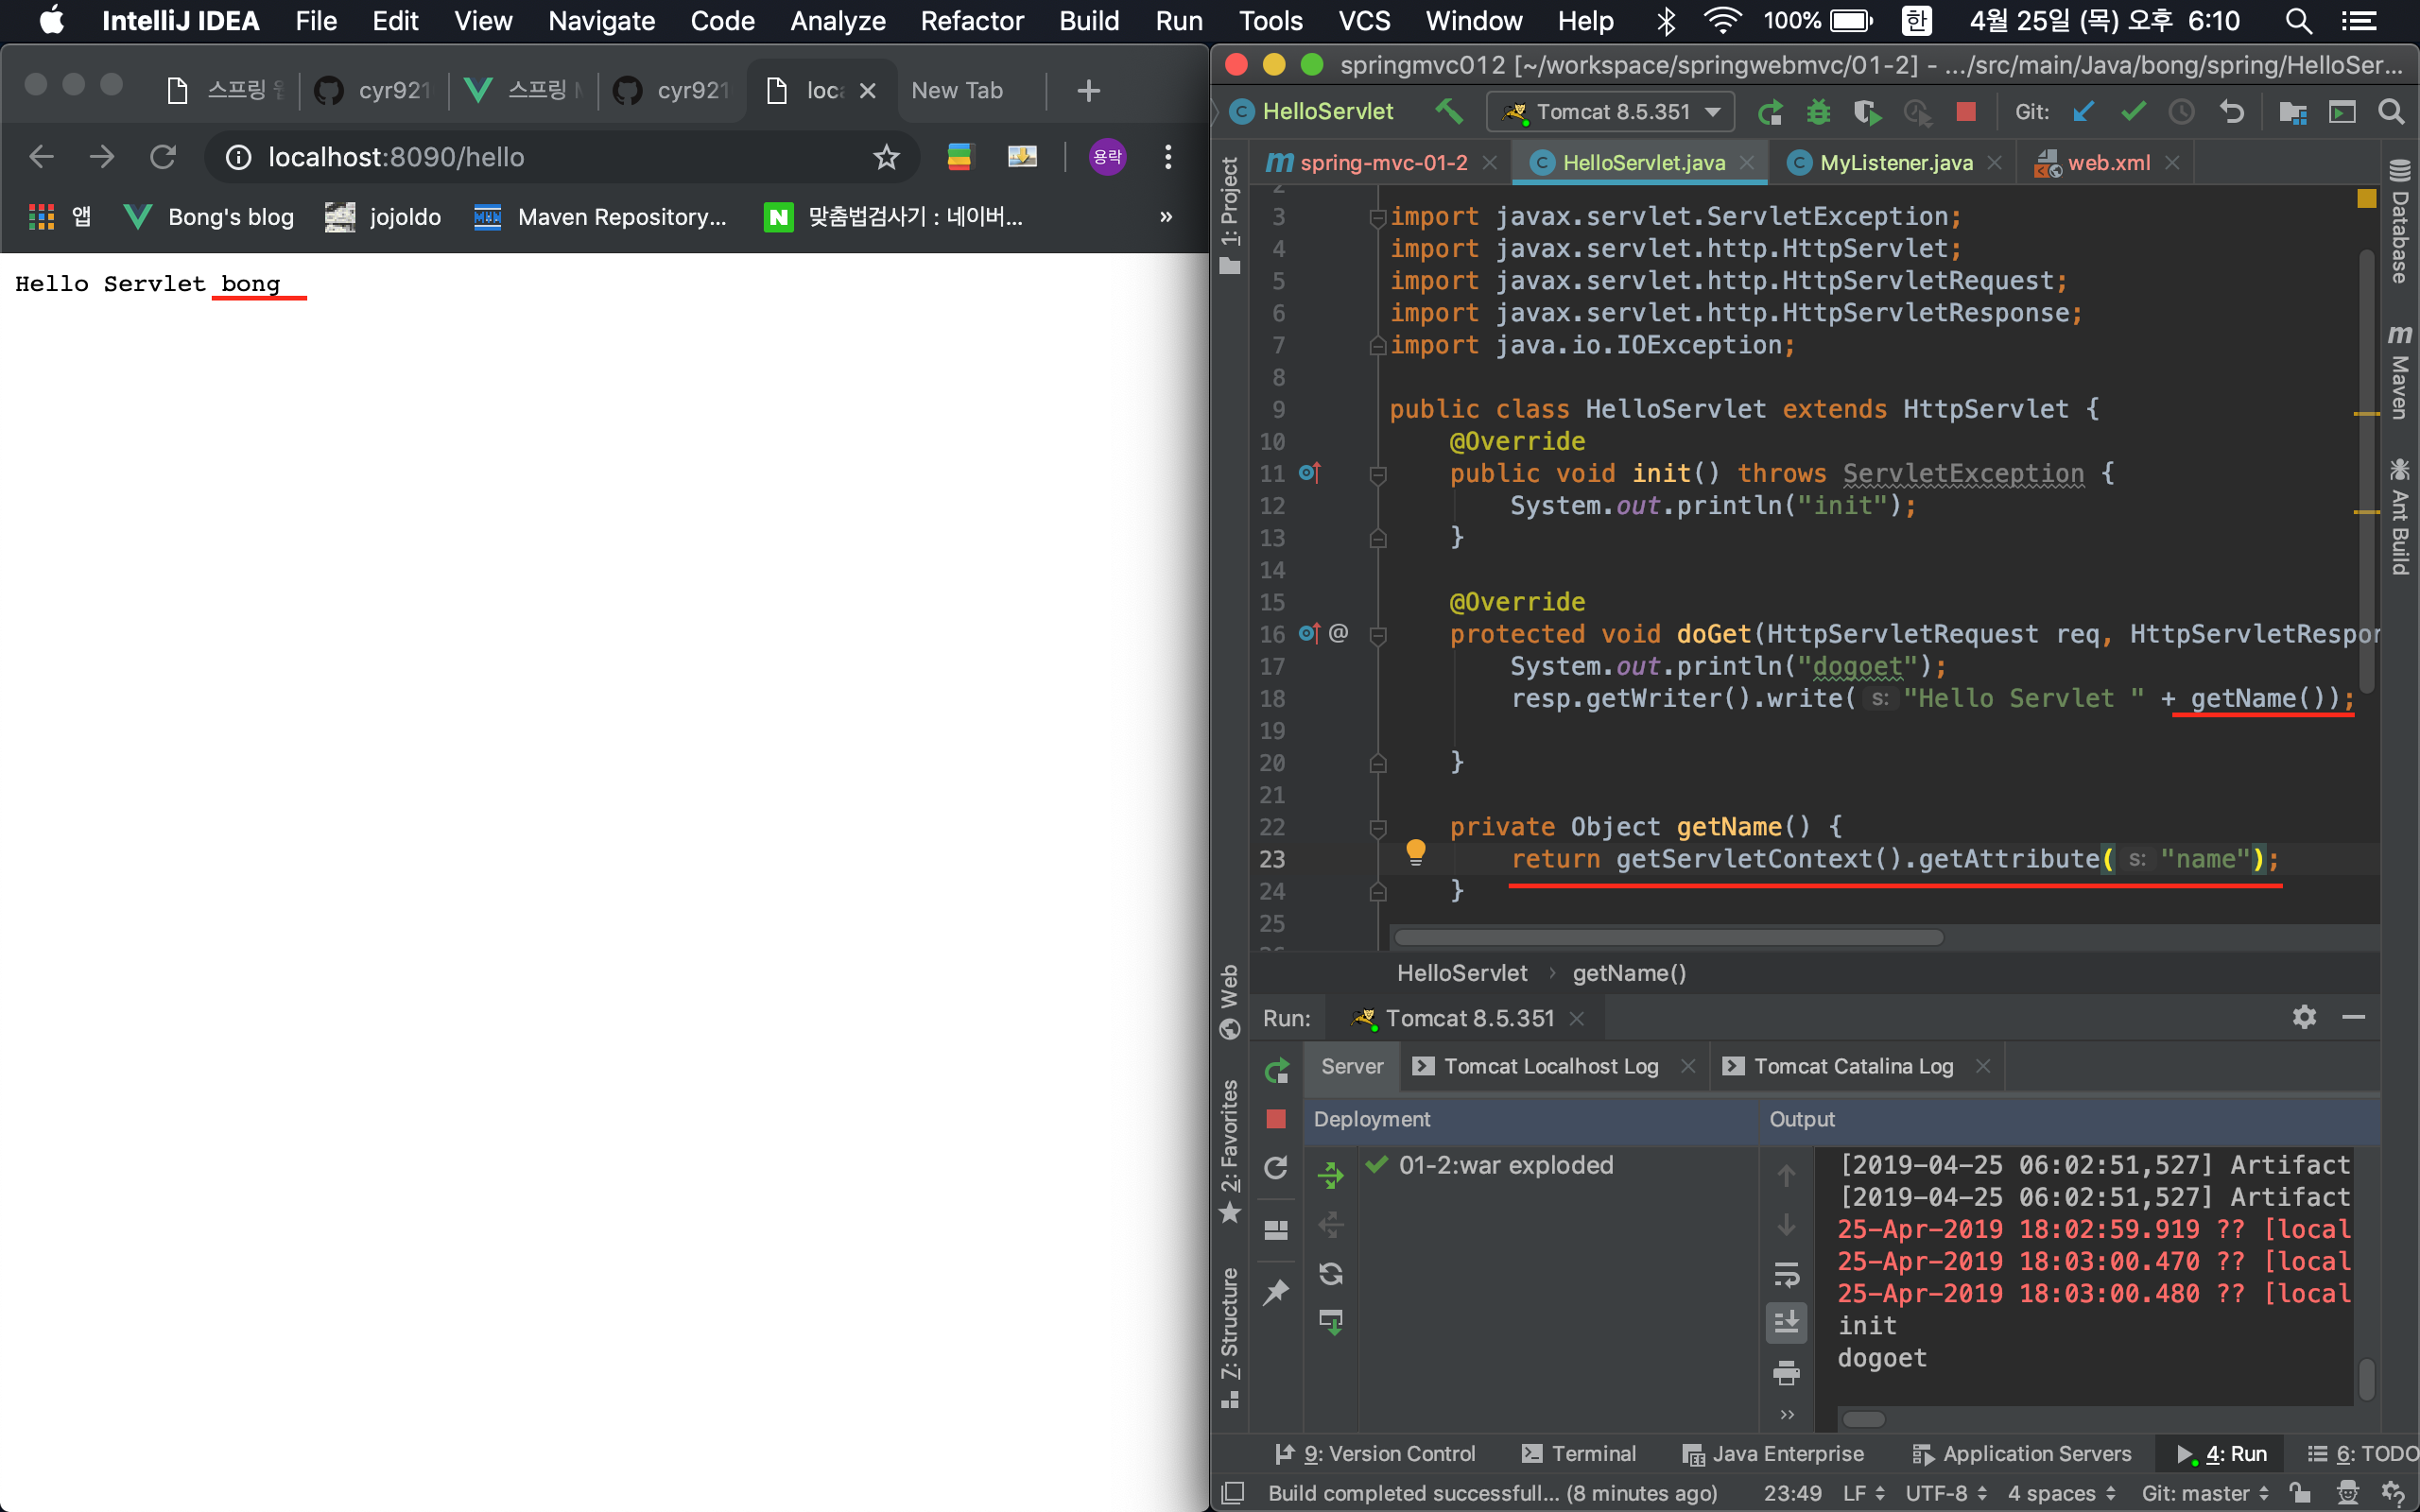 IntelliJ IDEA File Edit View Navigate Code Analyze Refactor Build Run Tools VCS Window Help 100% 한 4월 25일 (목) 오후 6:10
스프링 cyr921 스프링 cyr921 loca New Tab
localhost:8090/hello 용락
앱 Bong's blog jojoldo Maven Repository... 맞춤법검사기 : 네이버... »
Hello Servlet bong
springmvc012 [~/workspace/springwebmvc/01-2] - .../src/main/Java/bong/spring/HelloSer...
HelloServlet Tomcat 8.5.351 Git:
spring-mvc-01-2 HelloServlet.java MyListener.java web.xml
1: Project
Web
2: Favorites
7: Structure
2
3 import javax.servlet.ServletException;
4 import javax.servlet.http.HttpServlet;
5 import javax.servlet.http.HttpServletRequest;
6 import javax.servlet.http.HttpServletResponse;
7 import java.io.IOException;
8
9 public class HelloServlet extends HttpServlet {
10 @Override
11 public void init() throws ServletException {
12 System.out.println("init");
13 }
14
15 @Override
16 @ protected void doGet(HttpServletRequest req, HttpServletRespon
17 System.out.println("dogoet");
18 resp.getWriter().write( s: "Hello Servlet " + getName());
19
20 }
21
22 private Object getName() {
23 return getServletContext().getAttribute( s: "name");
24 }
25
Database
Maven
Ant Build
HelloServlet › getName()
Run: Tomcat 8.5.351
Server Tomcat Localhost Log Tomcat Catalina Log
Deployment Output
01-2:war exploded
[2019-04-25 06:02:51,527] Artifact
[2019-04-25 06:02:51,527] Artifact
25-Apr-2019 18:02:59.919 ?? [local
25-Apr-2019 18:03:00.470 ?? [local
25-Apr-2019 18:03:00.480 ?? [local
init
dogoet
9: Version Control Terminal Java Enterprise Application Servers 4: Run 6: TODO
Build completed successfull... (8 minutes ago) 23:49 LF UTF-8 4 spaces Git: master